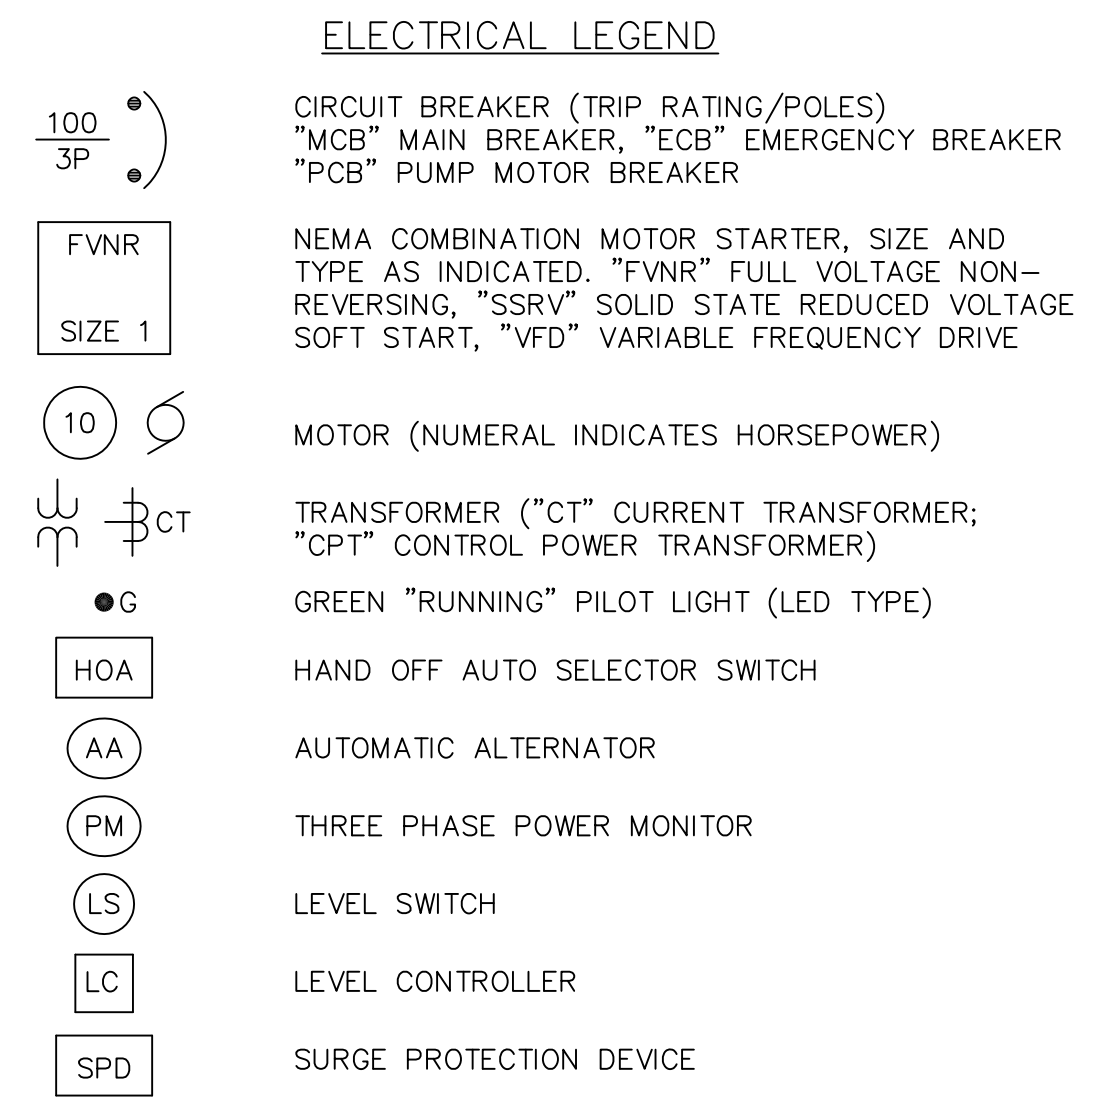 ELECTRICAL LEGEND
100
3P
CIRCUIT BREAKER (TRIP RATING/POLES)
"MCB" MAIN BREAKER, "ECB" EMERGENCY BREAKER
"PCB" PUMP MOTOR BREAKER
FVNR
SIZE 1
NEMA COMBINATION MOTOR STARTER, SIZE AND
TYPE AS INDICATED. "FVNR" FULL VOLTAGE NON-
REVERSING, "SSRV" SOLID STATE REDUCED VOLTAGE
SOFT START, "VFD" VARIABLE FREQUENCY DRIVE
10
MOTOR (NUMERAL INDICATES HORSEPOWER)
CT
TRANSFORMER ("CT" CURRENT TRANSFORMER;
"CPT" CONTROL POWER TRANSFORMER)
G
GREEN "RUNNING" PILOT LIGHT (LED TYPE)
HOA
HAND OFF AUTO SELECTOR SWITCH
AA
AUTOMATIC ALTERNATOR
PM
THREE PHASE POWER MONITOR
LS
LEVEL SWITCH
LC
LEVEL CONTROLLER
SPD
SURGE PROTECTION DEVICE